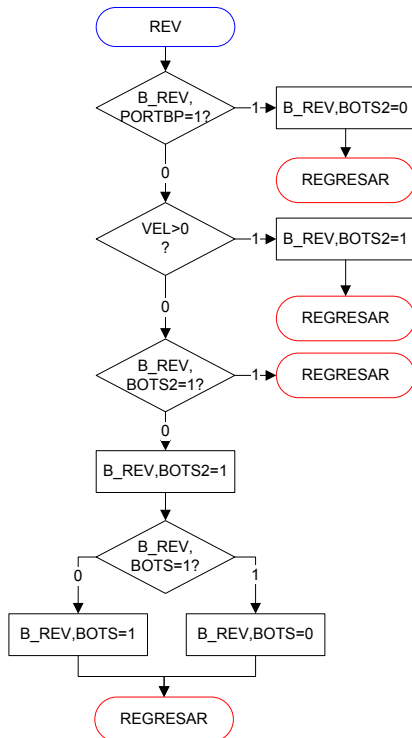 REV
B_REV,
PORTBP=1?
1
B_REV,BOTS2=0
REGRESAR
0
VEL>0
?
1
B_REV,BOTS2=1
REGRESAR
0
B_REV,
BOTS2=1?
1
REGRESAR
0
B_REV,BOTS2=1
B_REV,
BOTS=1?
0
1
B_REV,BOTS=1
B_REV,BOTS=0
REGRESAR